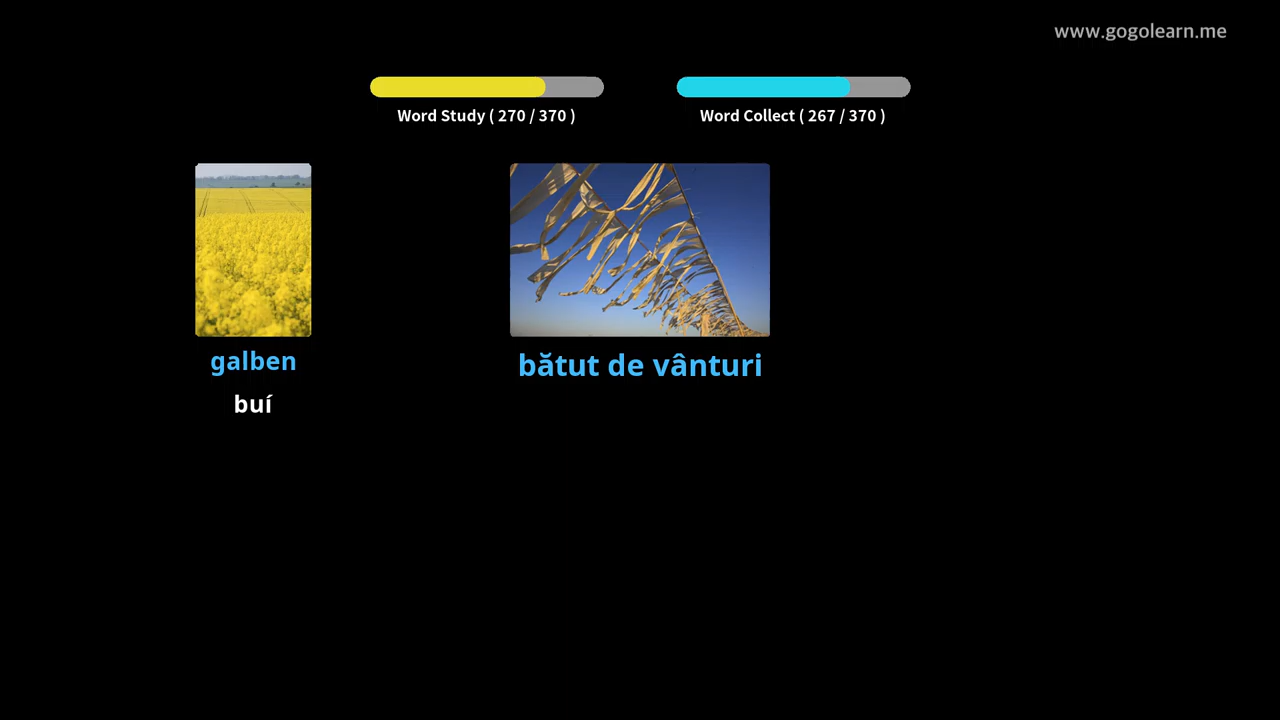 www.gogolearn.me
Word Study ( 270 / 370 )
Word Collect ( 267 / 370 )
galben
buí
bătut de vânturi